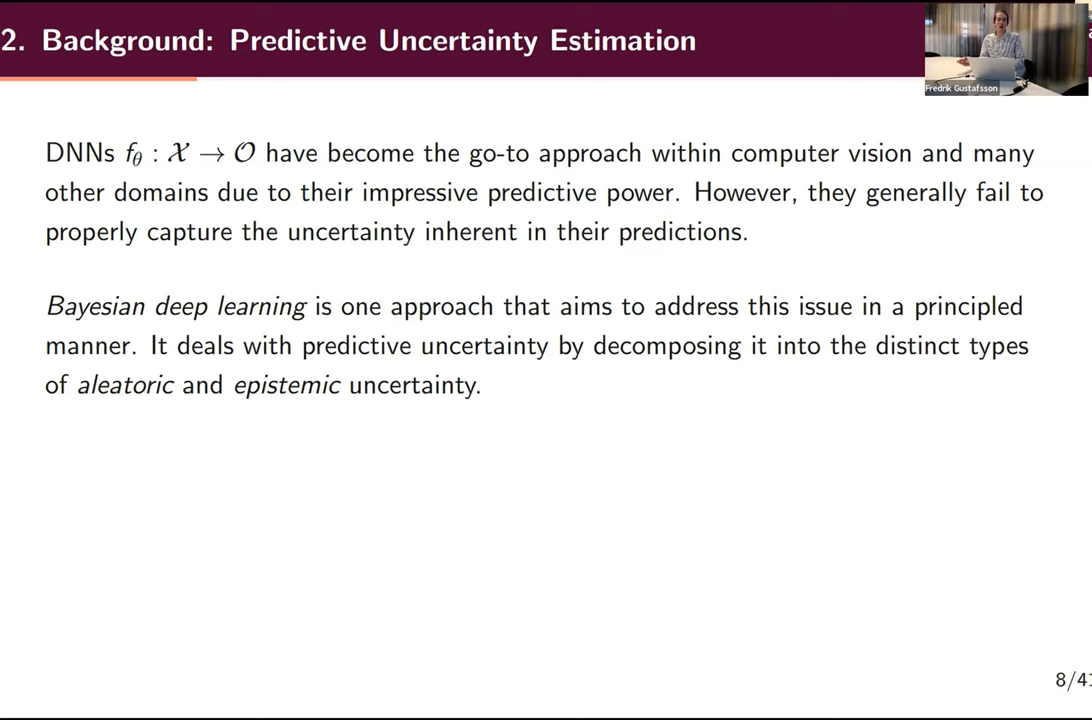 2. Background: Predictive Uncertainty Estimation
Fredrik Gustafsson
DNNs f_θ : 𝒳 → 𝒪 have become the go-to approach within computer vision and many
other domains due to their impressive predictive power. However, they generally fail to
properly capture the uncertainty inherent in their predictions.
Bayesian deep learning is one approach that aims to address this issue in a principled
manner. It deals with predictive uncertainty by decomposing it into the distinct types
of aleatoric and epistemic uncertainty.
8/41